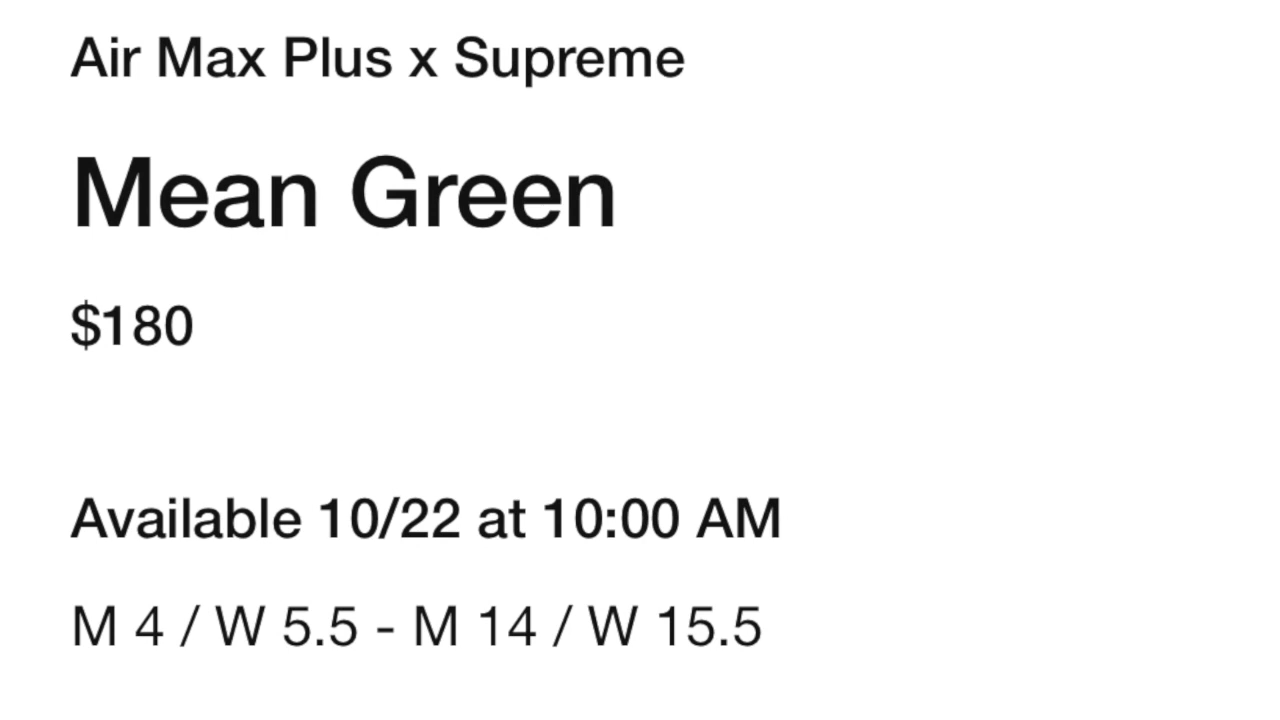 Air Max Plus x Supreme
Mean Green
$180
Available 10/22 at 10:00 AM
M 4 / W 5.5 - M 14 / W 15.5